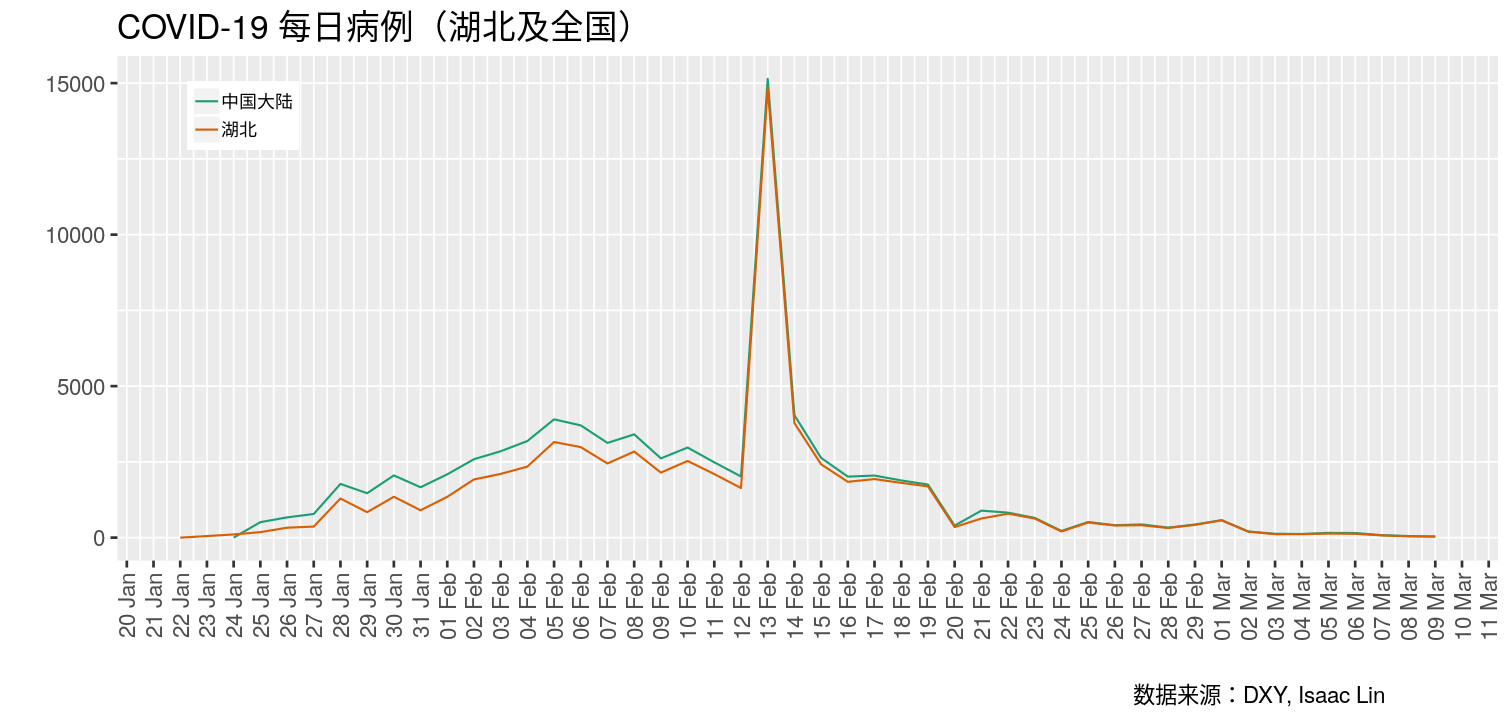 COVID-19 每日病例（湖北及全国）
15000
10000
5000
0
中国大陆
湖北
20 Jan
21 Jan
22 Jan
23 Jan
24 Jan
25 Jan
26 Jan
27 Jan
28 Jan
29 Jan
30 Jan
31 Jan
01 Feb
02 Feb
03 Feb
04 Feb
05 Feb
06 Feb
07 Feb
08 Feb
09 Feb
10 Feb
11 Feb
12 Feb
13 Feb
14 Feb
15 Feb
16 Feb
17 Feb
18 Feb
19 Feb
20 Feb
21 Feb
22 Feb
23 Feb
24 Feb
25 Feb
26 Feb
27 Feb
28 Feb
29 Feb
01 Mar
02 Mar
03 Mar
04 Mar
05 Mar
06 Mar
07 Mar
08 Mar
09 Mar
10 Mar
11 Mar
数据来源：DXY, Isaac Lin